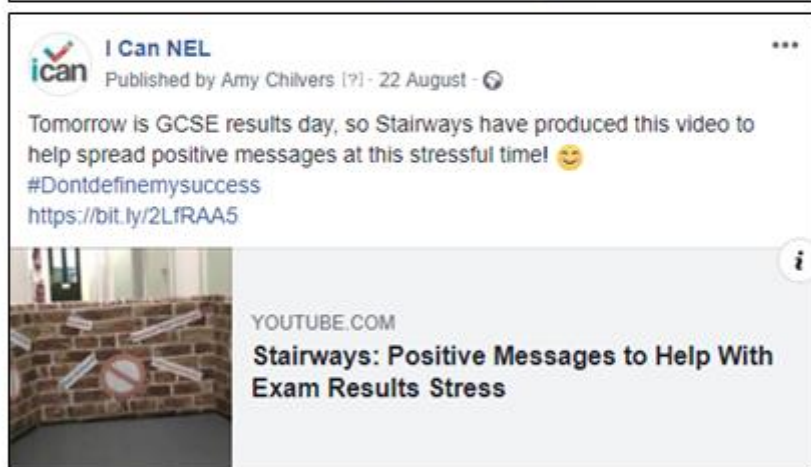 I Can NEL
ican
Published by Amy Chilvers [?] · 22 August ·
Tomorrow is GCSE results day, so Stairways have produced this video to
help spread positive messages at this stressful time! 😊
#Dontdefinemysuccess
https://bit.ly/2LfRAA5
i
YOUTUBE.COM
Stairways: Positive Messages to Help With
Exam Results Stress